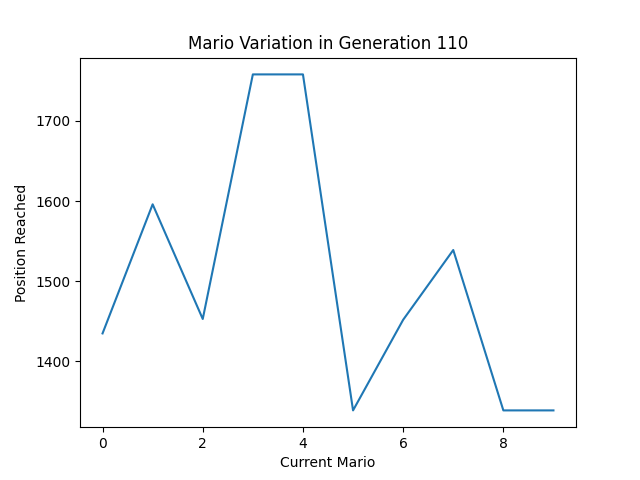 Mario Variation in Generation 110
Position Reached
1700
1600
1500
1400
0 2 4 6 8
Current Mario